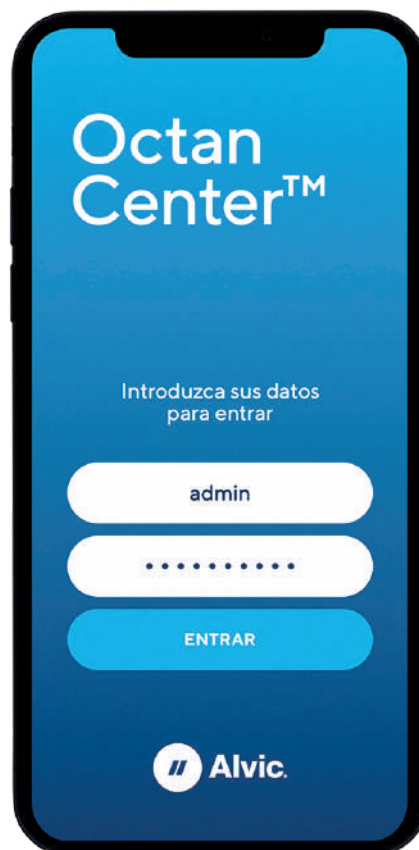 Octan
Center™
Introduzca sus datos
para entrar
admin
••••••••••
ENTRAR
Alvic.